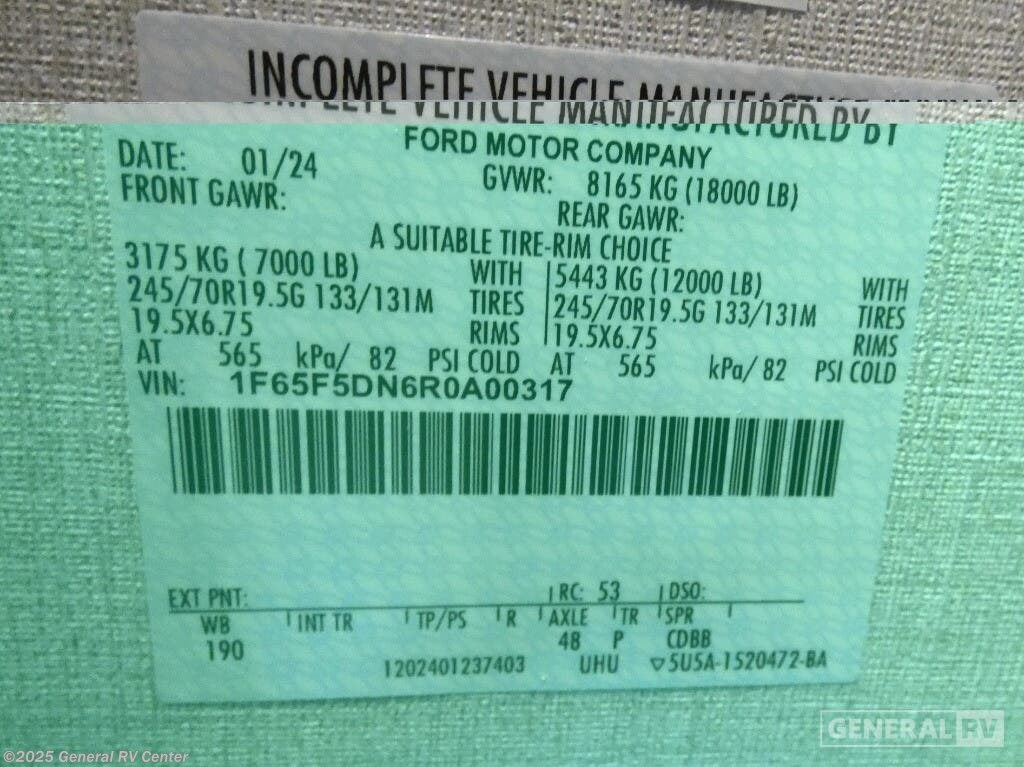 INCOMPLETE VEHICLE MANUFACTURED
VEHICLE MANUFACTURED BY
FORD MOTOR COMPANY
DATE: 01/24 GVWR: 8165 KG (18000 LB)
FRONT GAWR: REAR GAWR:
A SUITABLE TIRE-RIM CHOICE
3175 KG ( 7000 LB) WITH 5443 KG (12000 LB) WITH
245/70R19.5G 133/131M TIRES 245/70R19.5G 133/131M TIRES
19.5X6.75 RIMS 19.5X6.75 RIMS
AT 565 kPa/ 82 PSI COLD AT 565 kPa/ 82 PSI COLD
VIN: 1F65F5DN6R0A00317
EXT PNT: RC: 53 DSO:
WB INT TR TP/PS R AXLE TR SPR
190 48 P CDBB
1202401237403 UHU ▽5U5A-1520472-BA
GENERAL RV
©2025 General RV Center